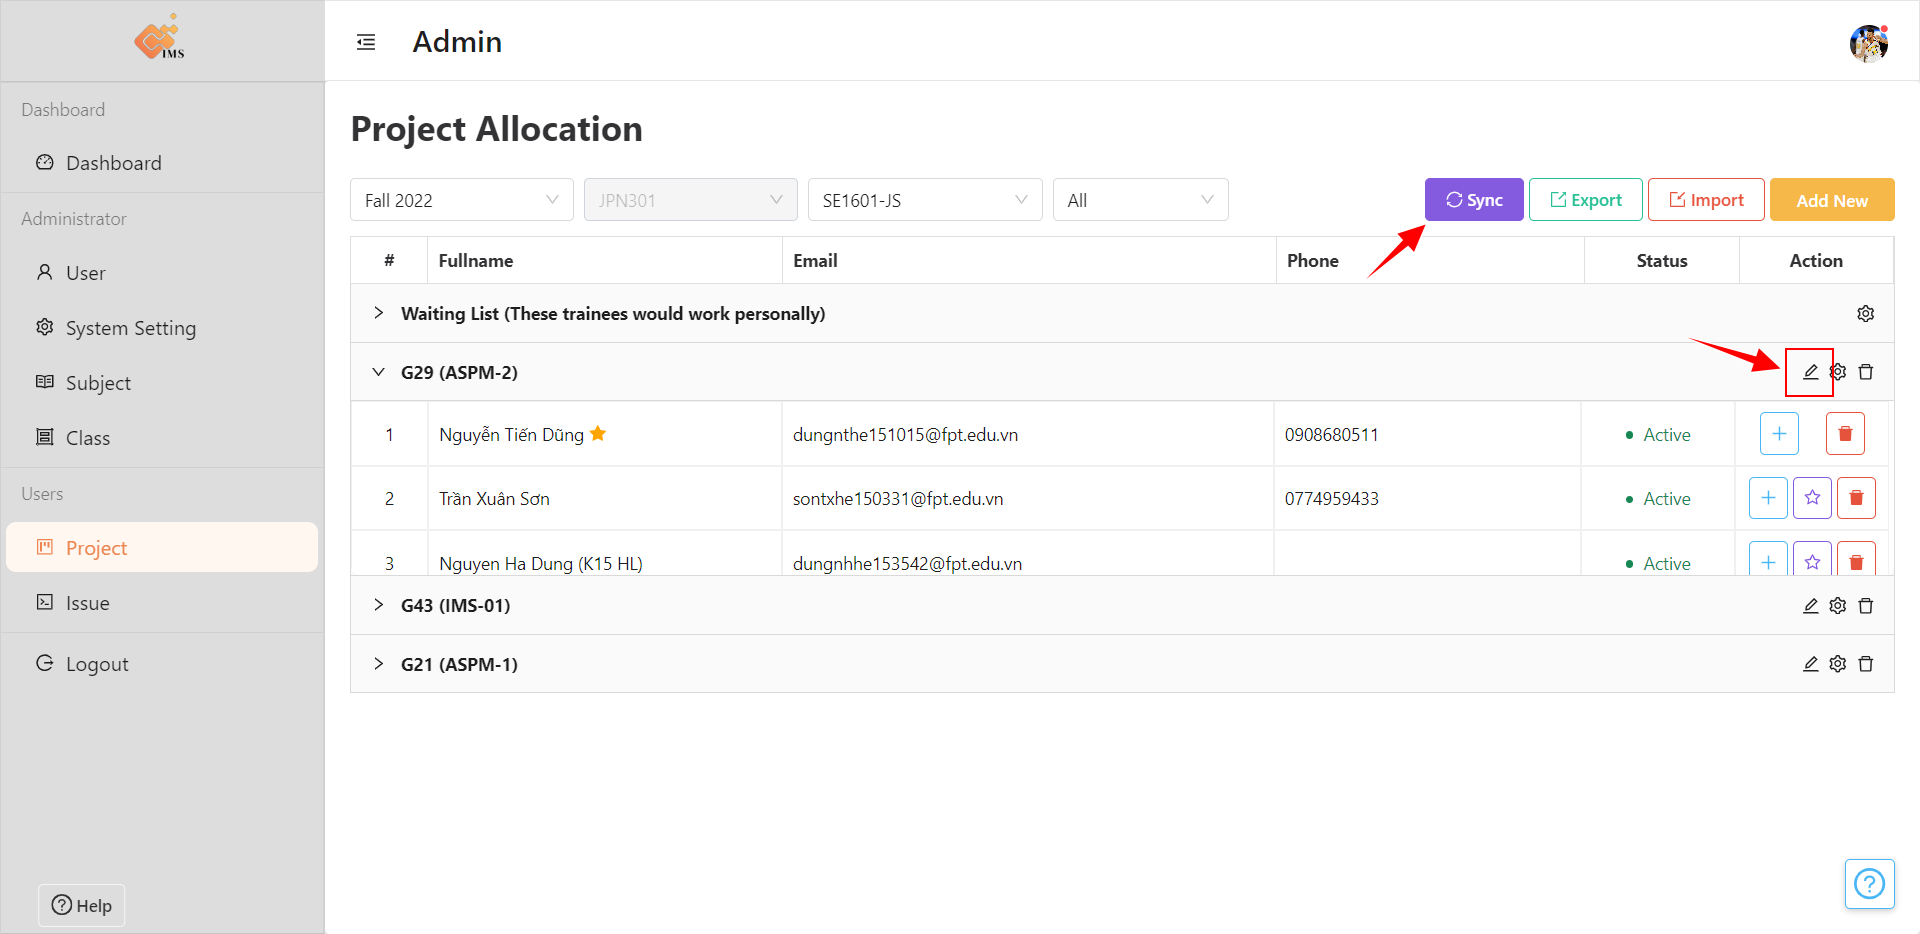 IMS
Admin
Dashboard
Dashboard
Administrator
User
System Setting
Subject
Class
Users
Project
Issue
Logout
Help
Project Allocation
Fall 2022
JPN301
SE1601-JS
All
Sync
Export
Import
Add New
# Fullname Email Phone Status Action
Waiting List (These trainees would work personally)
G29 (ASPM-2)
1 Nguyễn Tiến Dũng dungnthe151015@fpt.edu.vn 0908680511 Active
2 Trần Xuân Sơn sontxhe150331@fpt.edu.vn 0774959433 Active
3 Nguyen Ha Dung (K15 HL) dungnhhe153542@fpt.edu.vn Active
G43 (IMS-01)
G21 (ASPM-1)